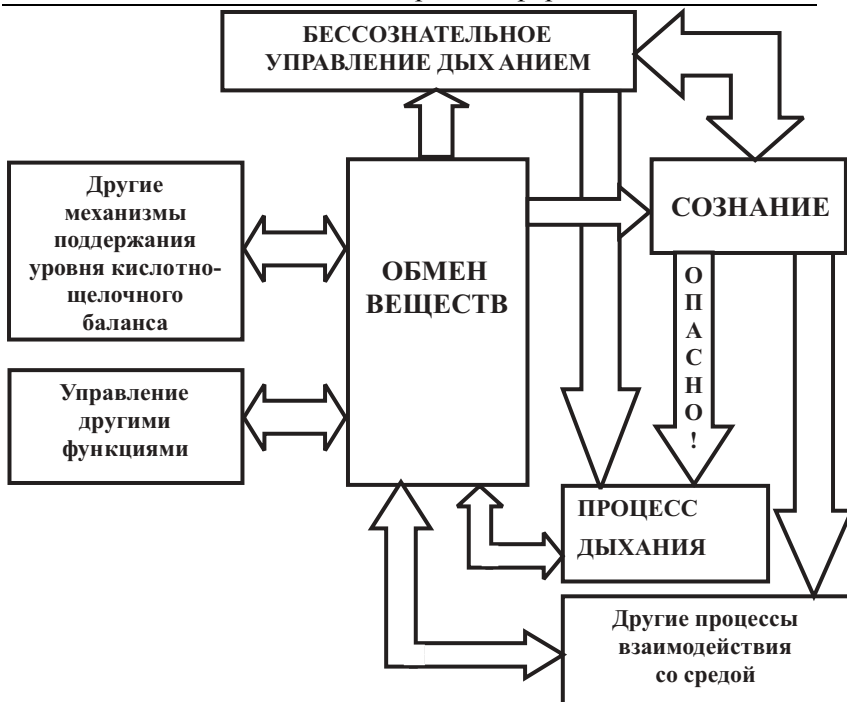 БЕССОЗНАТЕЛЬНОЕ
УПРАВЛЕНИЕ ДЫХАНИЕМ
Другие
механизмы
поддержания
уровня кислотно-
щелочного
баланса
ОБМЕН
ВЕЩЕСТВ
СОЗНАНИЕ
О
П
А
С
Н
О
!
Управление
другими
функциями
ПРОЦЕСС
ДЫХАНИЯ
Другие процессы
взаимодействия
со средой